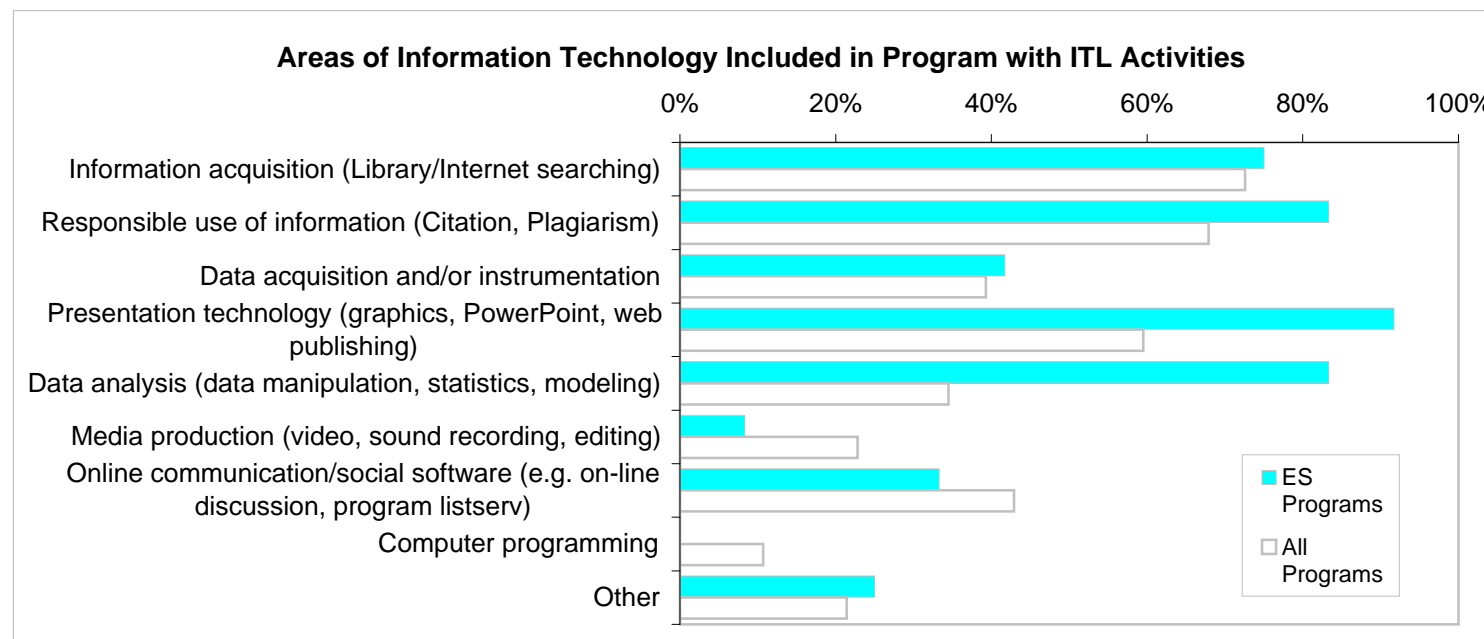 Areas of Information Technology Included in Program with ITL Activities
0% 20% 40% 60% 80% 100%
Information acquisition (Library/Internet searching)
Responsible use of information (Citation, Plagiarism)
Data acquisition and/or instrumentation
Presentation technology (graphics, PowerPoint, web
publishing)
Data analysis (data manipulation, statistics, modeling)
Media production (video, sound recording, editing)
Online communication/social software (e.g. on-line
discussion, program listserv)
Computer programming
Other
ES
Programs
All
Programs